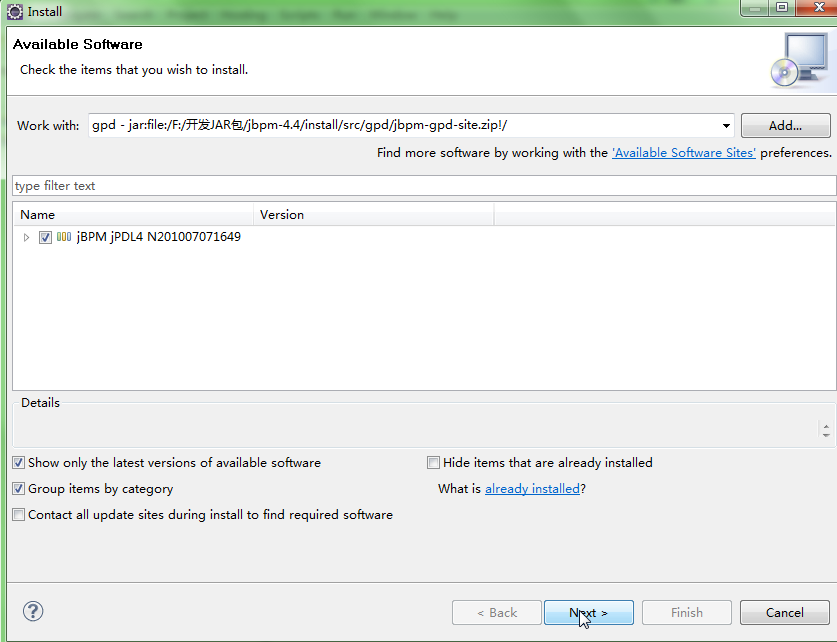 Install
Available Software
Check the items that you wish to install.
Work with: gpd - jar:file:/F:/开发JAR包/jbpm-4.4/install/src/gpd/jbpm-gpd-site.zip!/ Add...
Find more software by working with the 'Available Software Sites' preferences.
type filter text
Name Version
jBPM jPDL4 N201007071649
Details
Show only the latest versions of available software Hide items that are already installed
Group items by category What is already installed?
Contact all update sites during install to find required software
? < Back Next > Finish Cancel